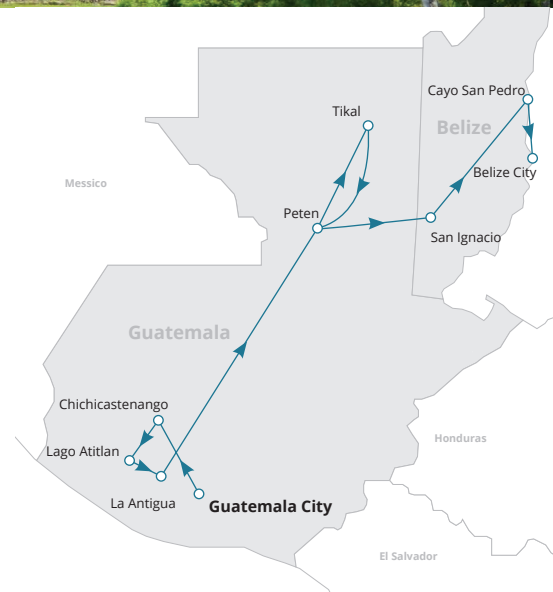 Cayo San Pedro
Tikal
Belize
Belize City
Messico
Peten
San Ignacio
Guatemala
Chichicastenango
Honduras
Lago Atitlan
La Antigua
Guatemala City
El Salvador